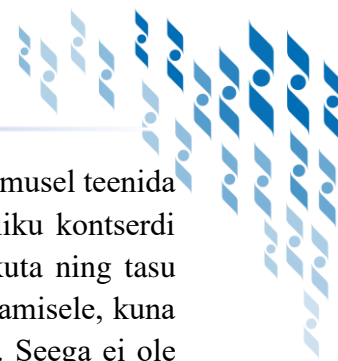 musel teenida
iku kontserdi
kuta ning tasu
amisele, kuna
. Seega ei ole